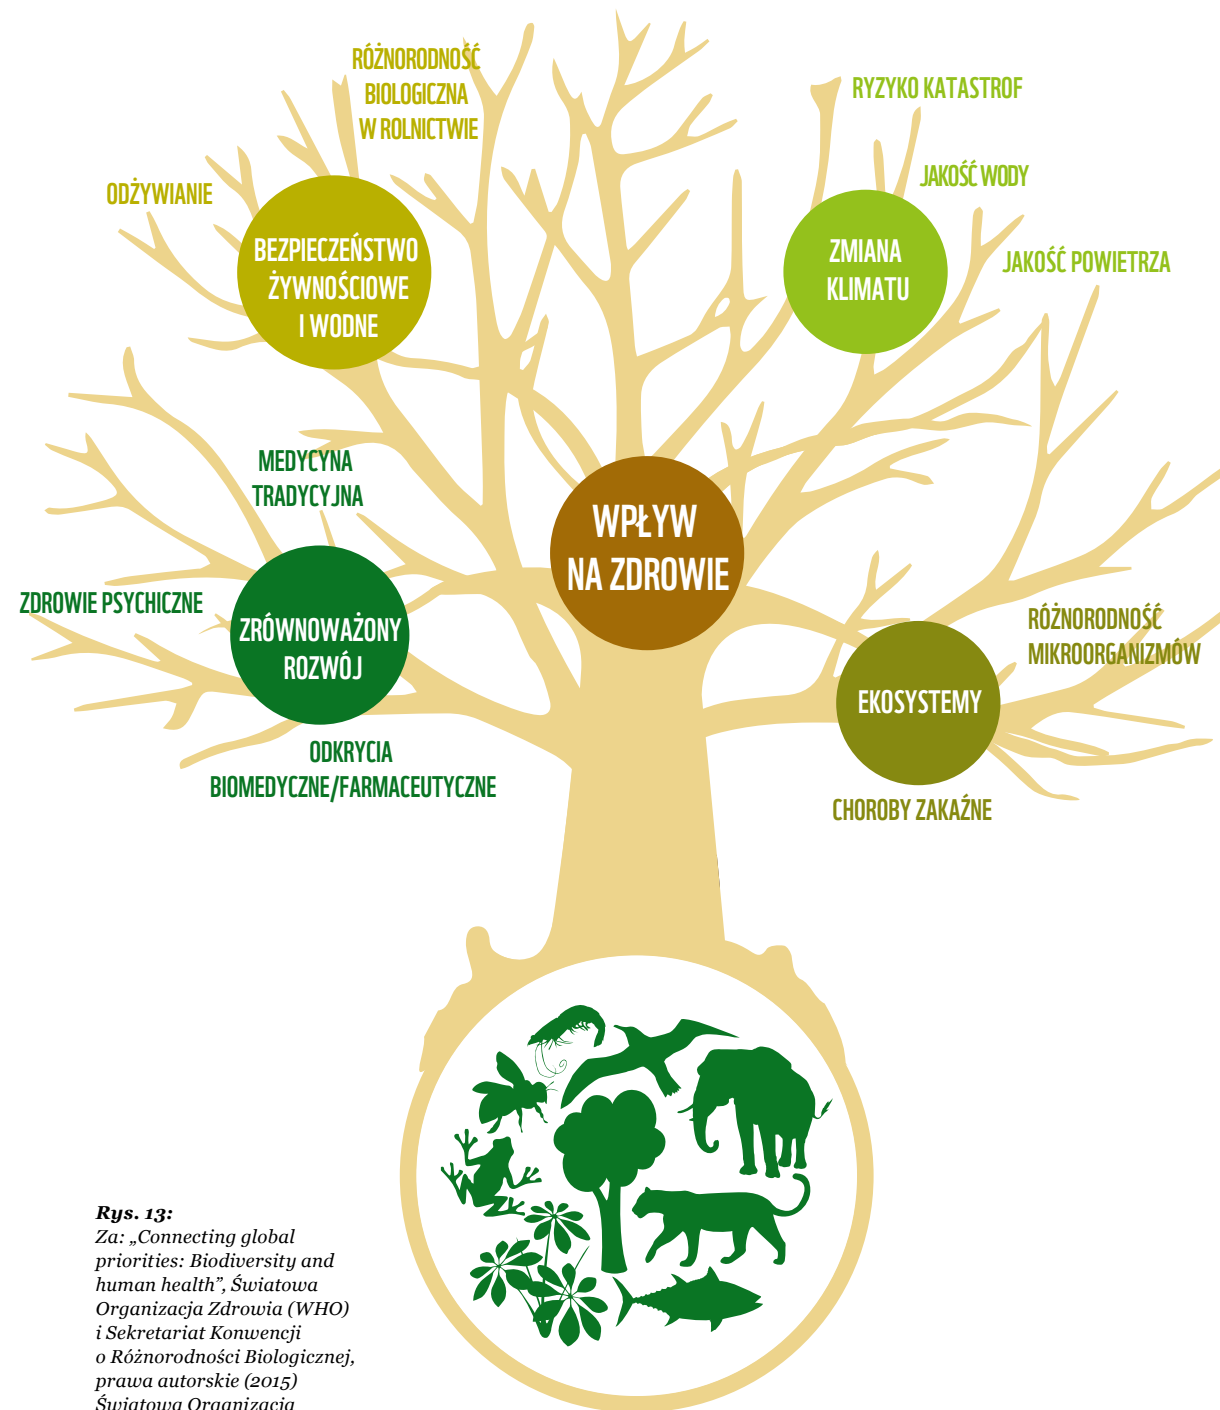 RÓŻNORODNOŚĆ
BIOLOGICZNA
W ROLNICTWIE
ODŻYWIANIE
BEZPIECZEŃSTWO
ŻYWNOŚCIOWE
I WODNE
RYZYKO KATASTROF
JAKOŚĆ WODY
JAKOŚĆ POWIETRZA
ZMIANA
KLIMATU
MEDYCYNA
TRADYCYJNA
ZDROWIE PSYCHICZNE
ZRÓWNOWAŻONY
ROZWÓJ
ODKRYCIA
BIOMEDYCZNE/FARMACEUTYCZNE
WPŁYW
NA ZDROWIE
RÓŻNORODNOŚĆ
MIKROORGANIZMÓW
EKOSYSTEMY
CHOROBY ZAKAŹNE
Rys. 13:
Za: „Connecting global
priorities: Biodiversity and
human health”, Światowa
Organizacja Zdrowia (WHO)
i Sekretariat Konwencji
o Różnorodności Biologicznej,
prawa autorskie (2015)
Światowa Organizacja